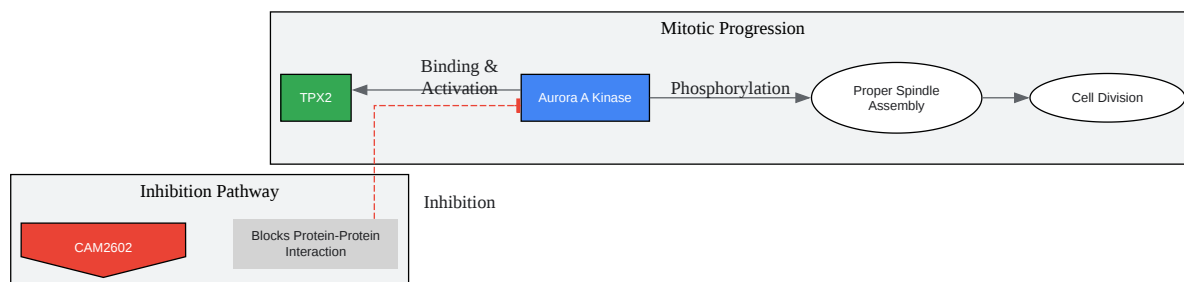 Mitotic Progression
Binding &
Activation
TPX2
Aurora A Kinase
Phosphorylation
Proper Spindle
Assembly
Cell Division
Inhibition Pathway
Inhibition
CAM2602
Blocks Protein-Protein
Interaction